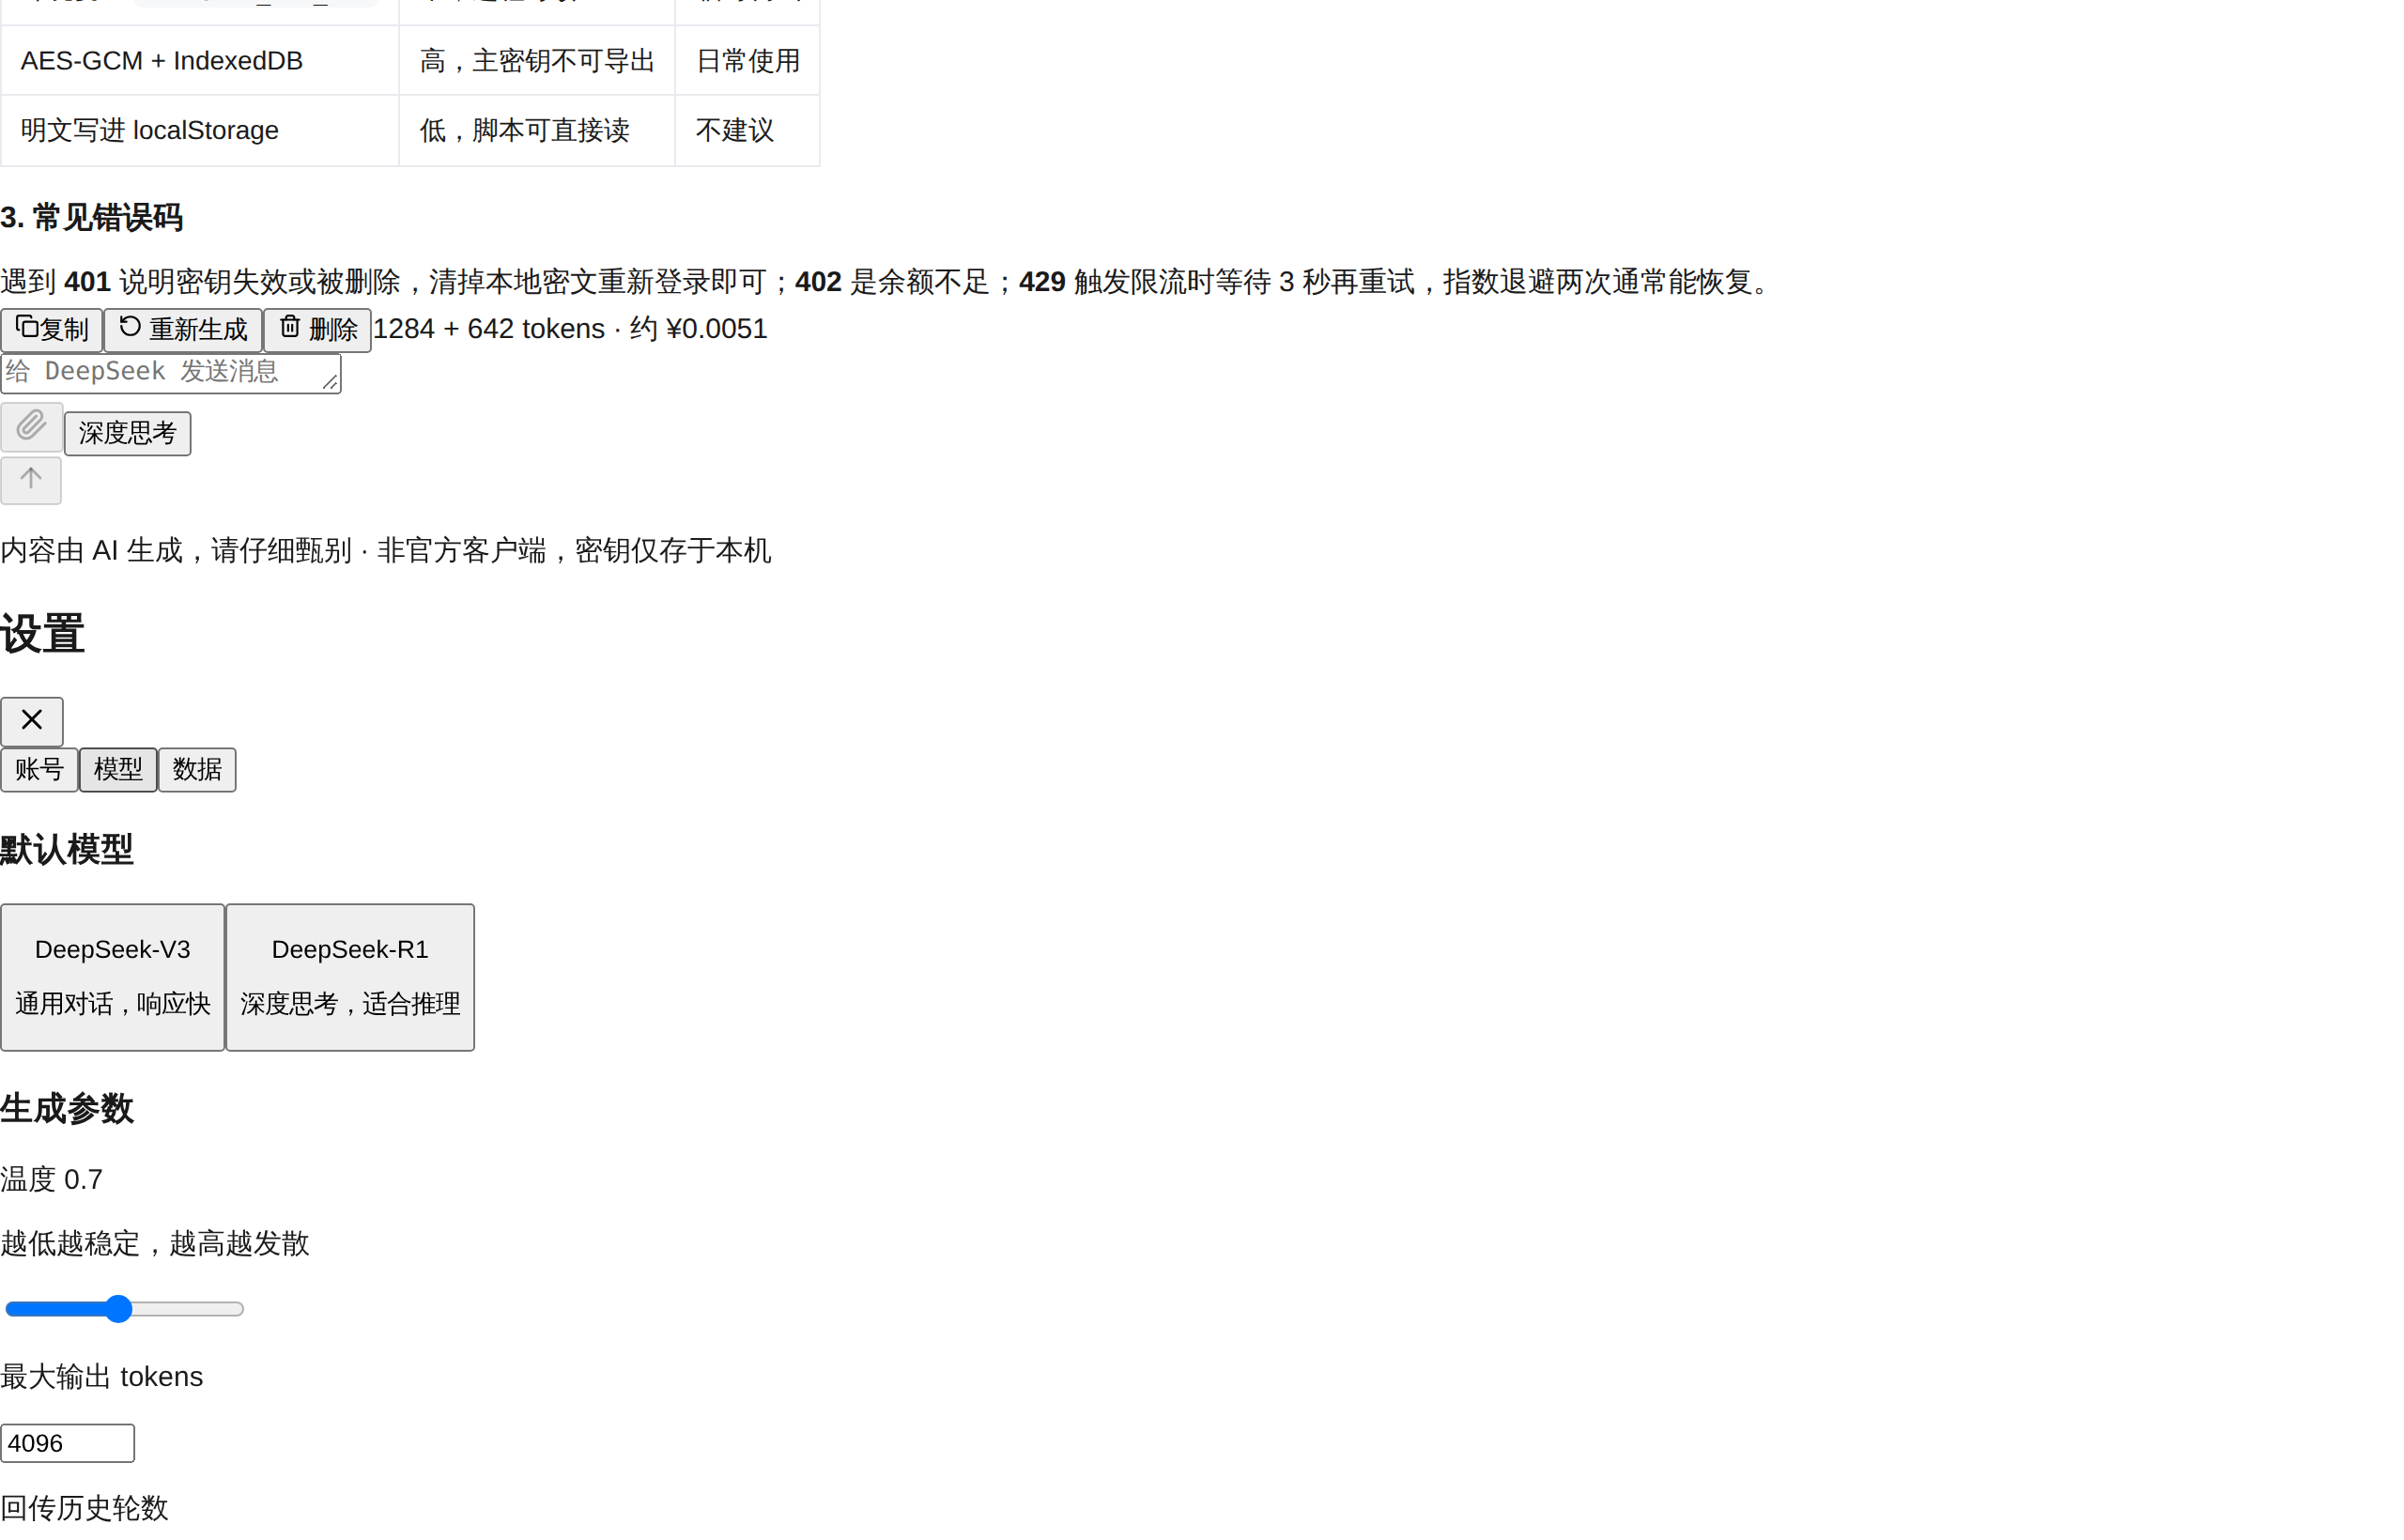 AES-GCM + IndexedDB 高，主密钥不可导出 日常使用
明文写进 localStorage 低，脚本可直接读 不建议
3. 常见错误码
遇到 401 说明密钥失效或被删除，清掉本地密文重新登录即可；402 是余额不足；429 触发限流时等待 3 秒再重试，指数退避两次通常能恢复。
复制 重新生成 删除 1284 + 642 tokens · 约 ¥0.0051
给 DeepSeek 发送消息
深度思考
内容由 AI 生成，请仔细甄别 · 非官方客户端，密钥仅存于本机
设置
账号 模型 数据
默认模型
DeepSeek-V3 DeepSeek-R1
通用对话，响应快 深度思考，适合推理
生成参数
温度 0.7
越低越稳定，越高越发散
最大输出 tokens
4096
回传历史轮数